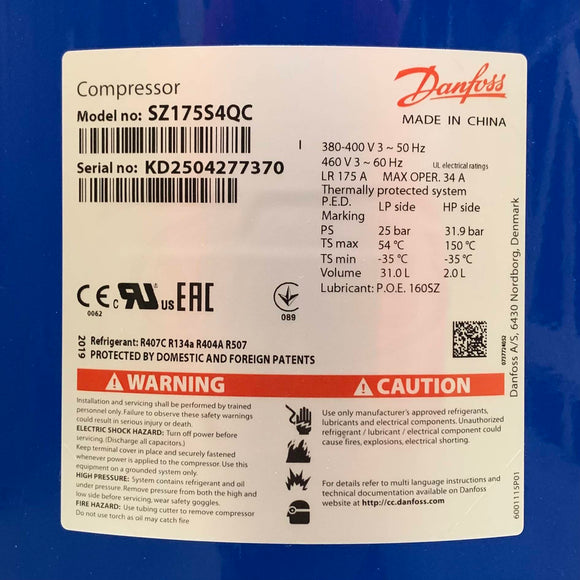 Compressor
Model no: SZ175S4QC
Serial no: KD2504277370
Danfoss
MADE IN CHINA
I
380-400 V 3 ~ 50 Hz
460 V 3 ~ 60 Hz UL electrical ratings
LR 175 A MAX OPER. 34 A
Thermally protected system
P.E.D. LP side HP side
Marking
PS 25 bar 31.9 bar
TS max 54 °C 150 °C
TS min -35 °C -35 °C
Volume 31.0 L 2.0 L
Lubricant: P.O.E. 160SZ
CE c RU us EAC
0062
089
2019
Refrigerant: R407C R134a R404A R507
PROTECTED BY DOMESTIC AND FOREIGN PATENTS
Danfoss A/S, 6430 Nordborg, Denmark
WARNING
Installation and servicing shall be performed by trained
personnel only. Failure to observe these safety warnings
could result in serious injury or death.
ELECTRIC SHOCK HAZARD: Turn off power before
servicing. (Discharge all capacitors.)
Keep terminal cover in place and securely fastened
whenever power is applied to the compressor. Use this
equipment on a grounded system only.
HIGH PRESSURE: System contains refrigerant and oil
under pressure. Remove pressure from both the high and
low side before servicing, wear safety goggles.
FIRE HAZARD: Use tubing cutter to remove compressor
Do not use torch as oil may catch fire
CAUTION
Use only manufacturer's approved refrigerants,
lubricants and electrical components. Unauthorized
refrigerant / lubricant / electrical component could
cause fires, explosions, electrical shorting.
For details refer to multi language instructions and
technical documentation available on Danfoss
web site at http://cc.danfoss.com
6001115P01